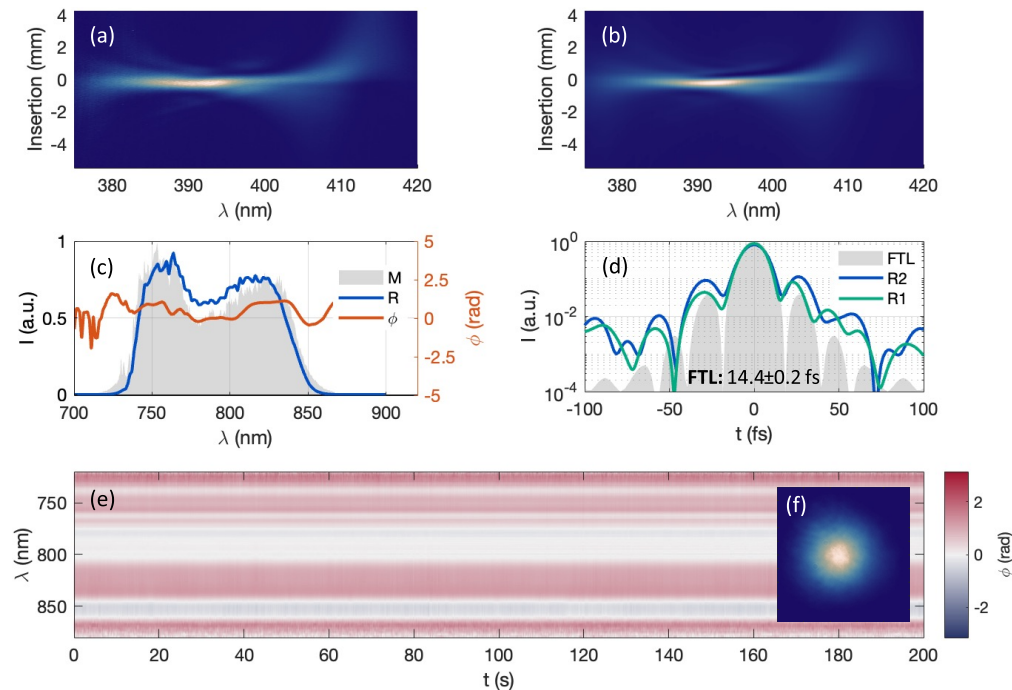 4
2
0
-2
-4
Insertion (mm)
(a)
380 390 400 410 420
λ (nm)
4
2
0
-2
-4
Insertion (mm)
(b)
380 390 400 410 420
λ (nm)
1
0.5
0
I (a.u.)
(c)
M
R
ϕ
5
2.5
0
-2.5
-5
ϕ (rad)
700 750 800 850 900
λ (nm)
10^0
10^-2
10^-4
I (a.u.)
(d)
FTL
R2
R1
FTL: 14.4±0.2 fs
-100 -50 0 50 100
t (fs)
750
800
850
λ (nm)
(e)
(f)
0 20 40 60 80 100 120 140 160 180 200
t (s)
2
0
-2
ϕ (rad)